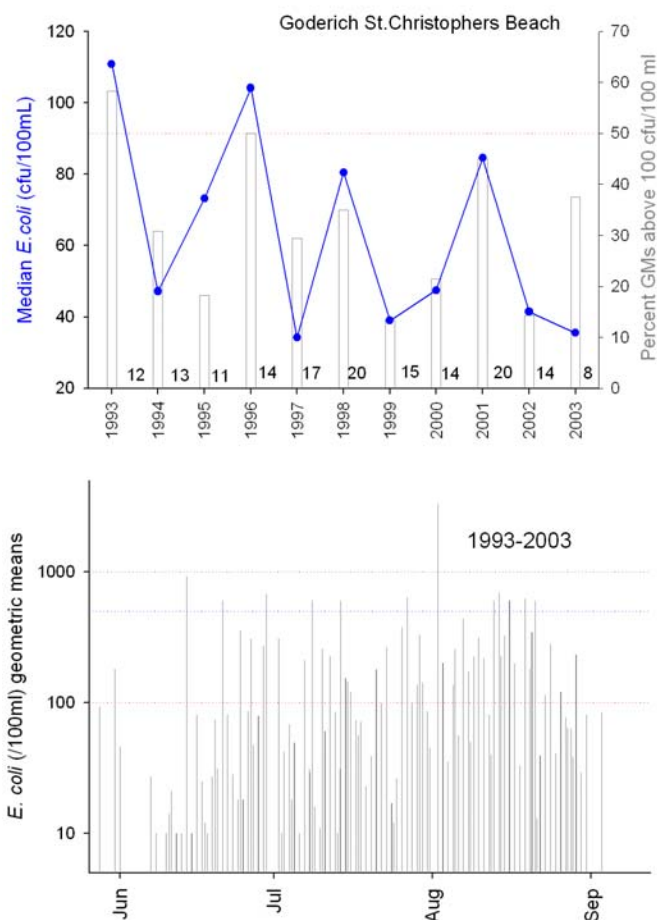 Goderich St.Christophers Beach
120
100
80
60
40
20
Median E.coli (cfu/100mL)
70
60
50
40
30
20
10
0
Percent GMs above 100 cfu/100 ml
12 13 11 14 17 20 15 14 20 14 8
1993 1994 1995 1996 1997 1998 1999 2000 2001 2002 2003
1993-2003
1000
100
10
E. coli (/100ml) geometric means
Jun Jul Aug Sep